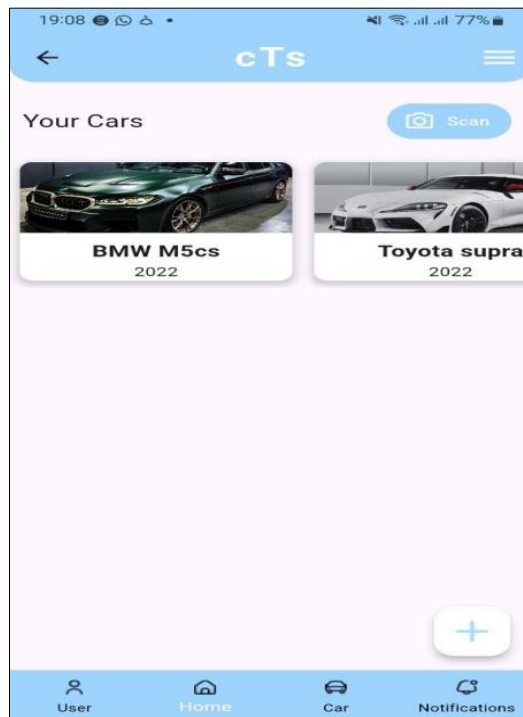 19:08 77%
cTs
Your Cars
Scan
BMW M5cs
2022
Toyota supra
2022
User Home Car Notifications